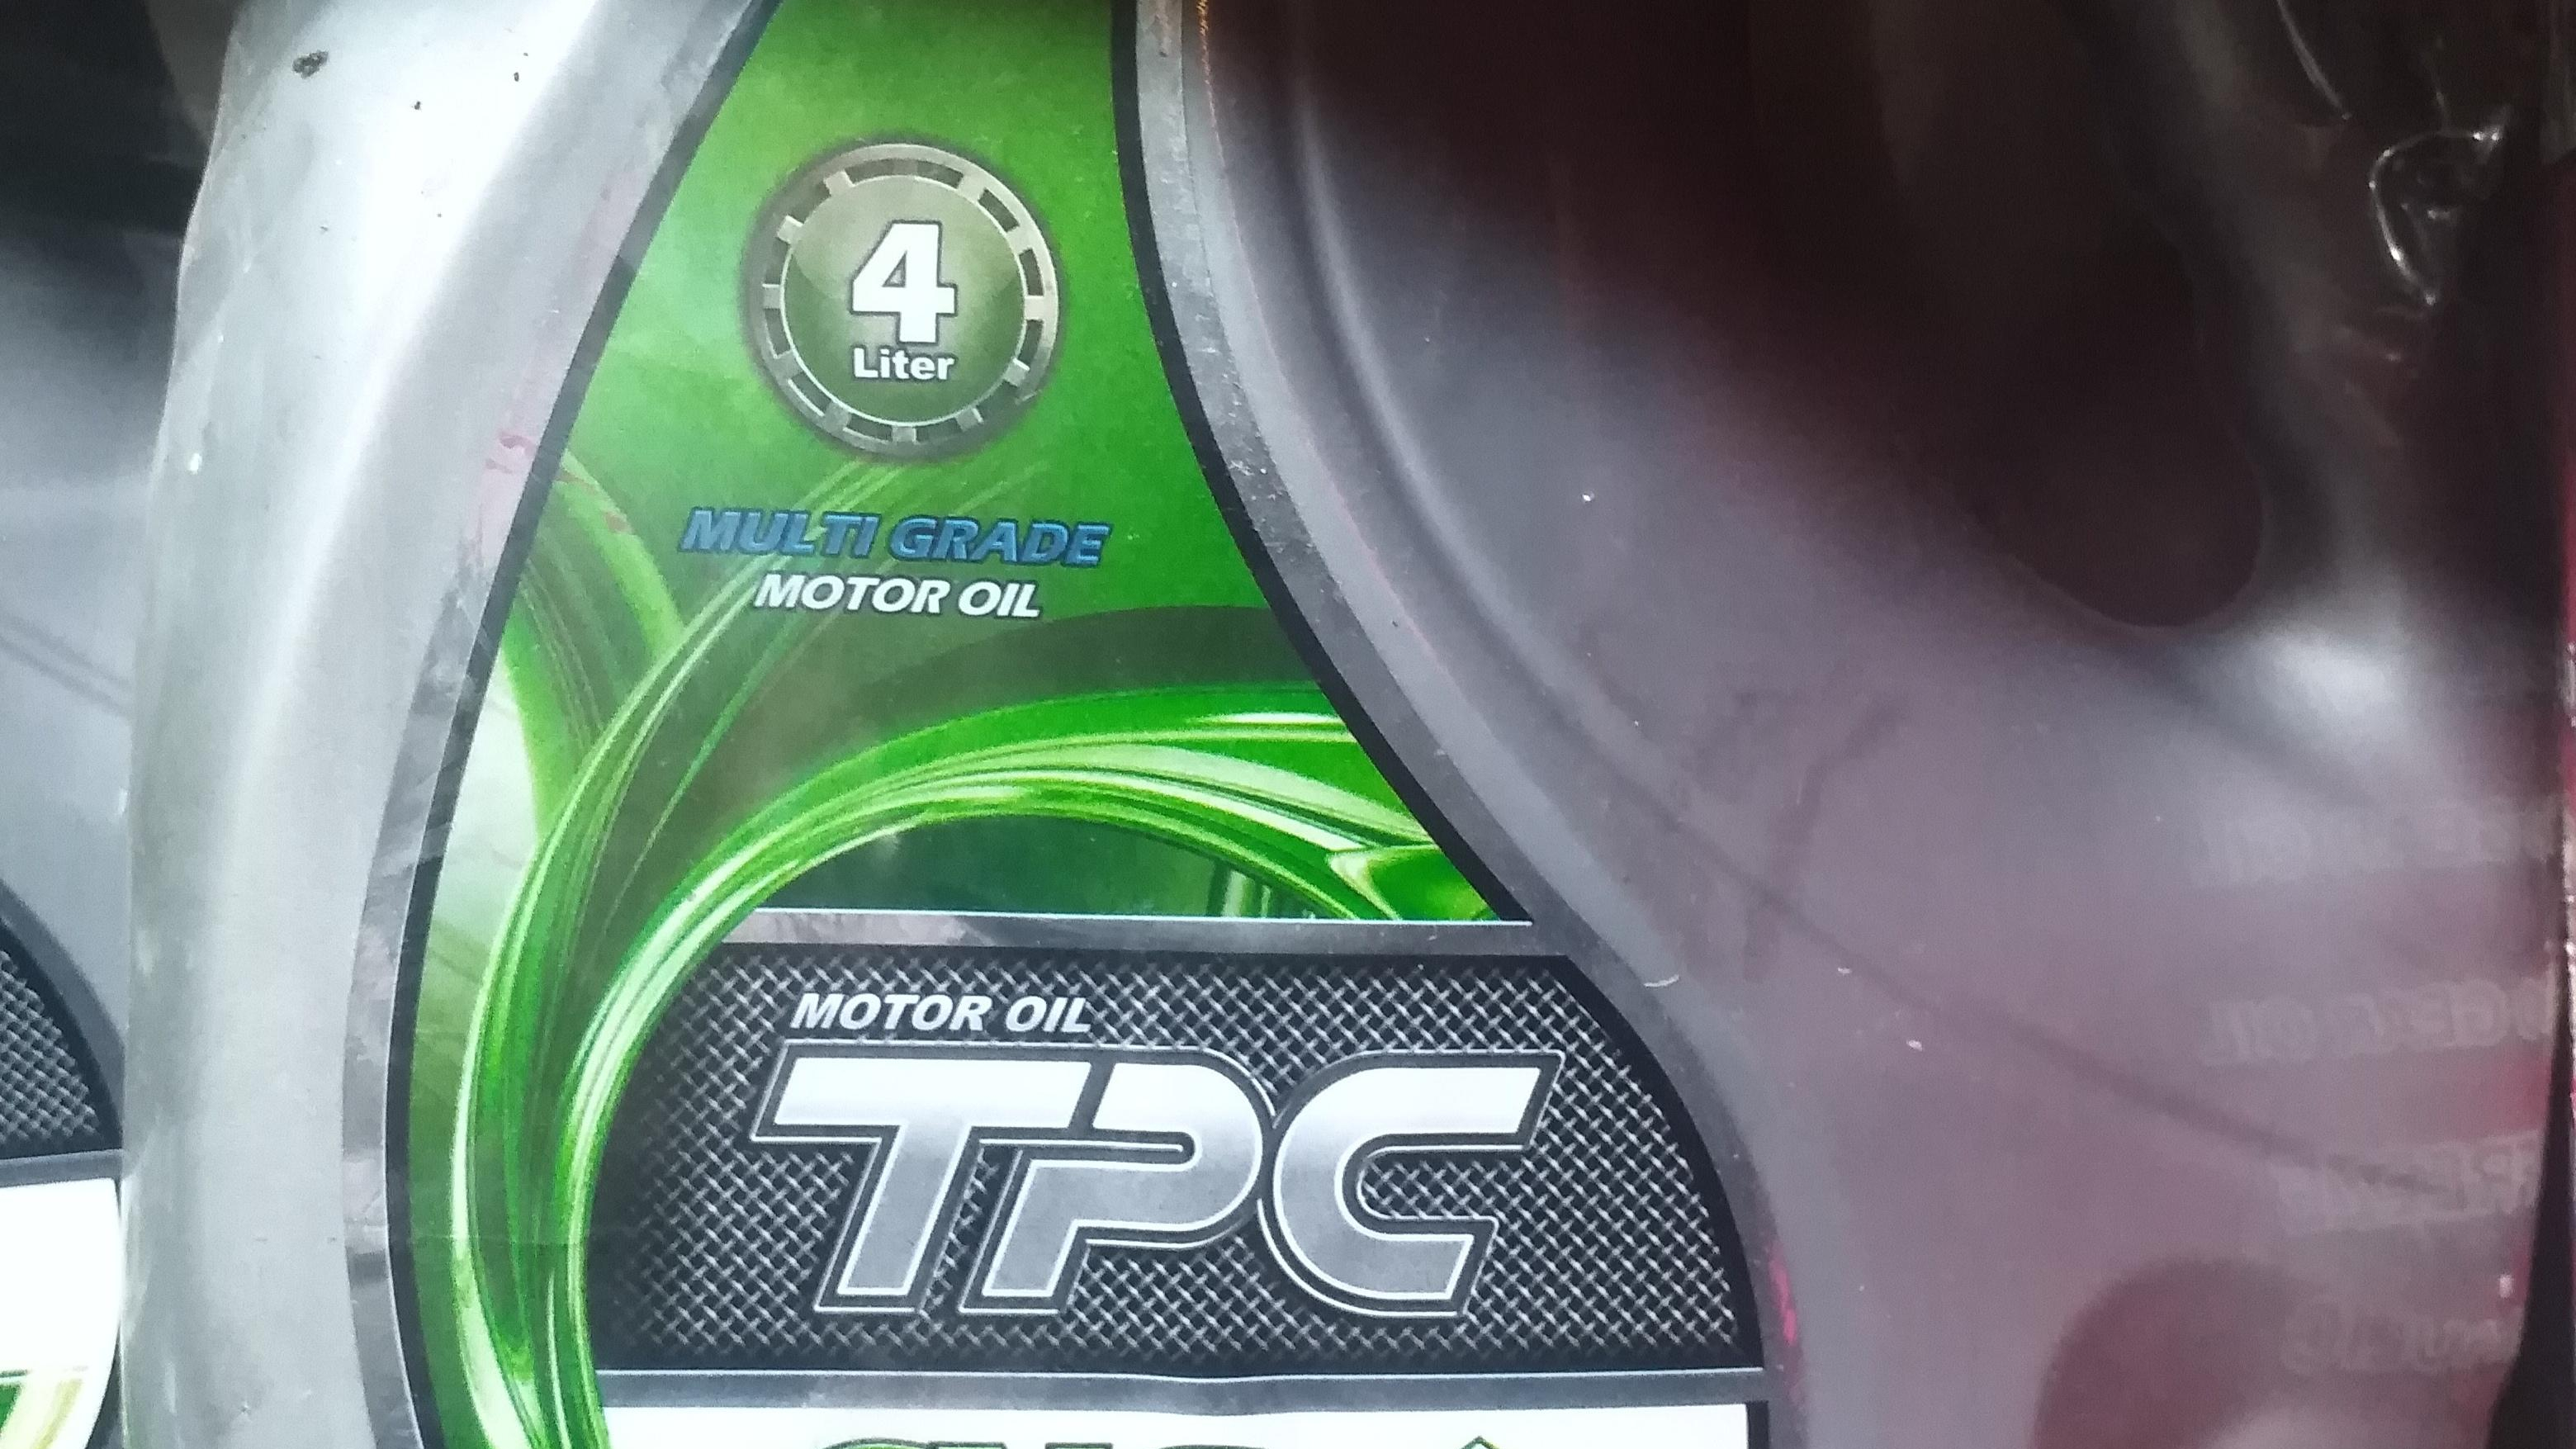 4
Liter
MULTI GRADE
MOTOR OIL
MOTOR OIL
TPC